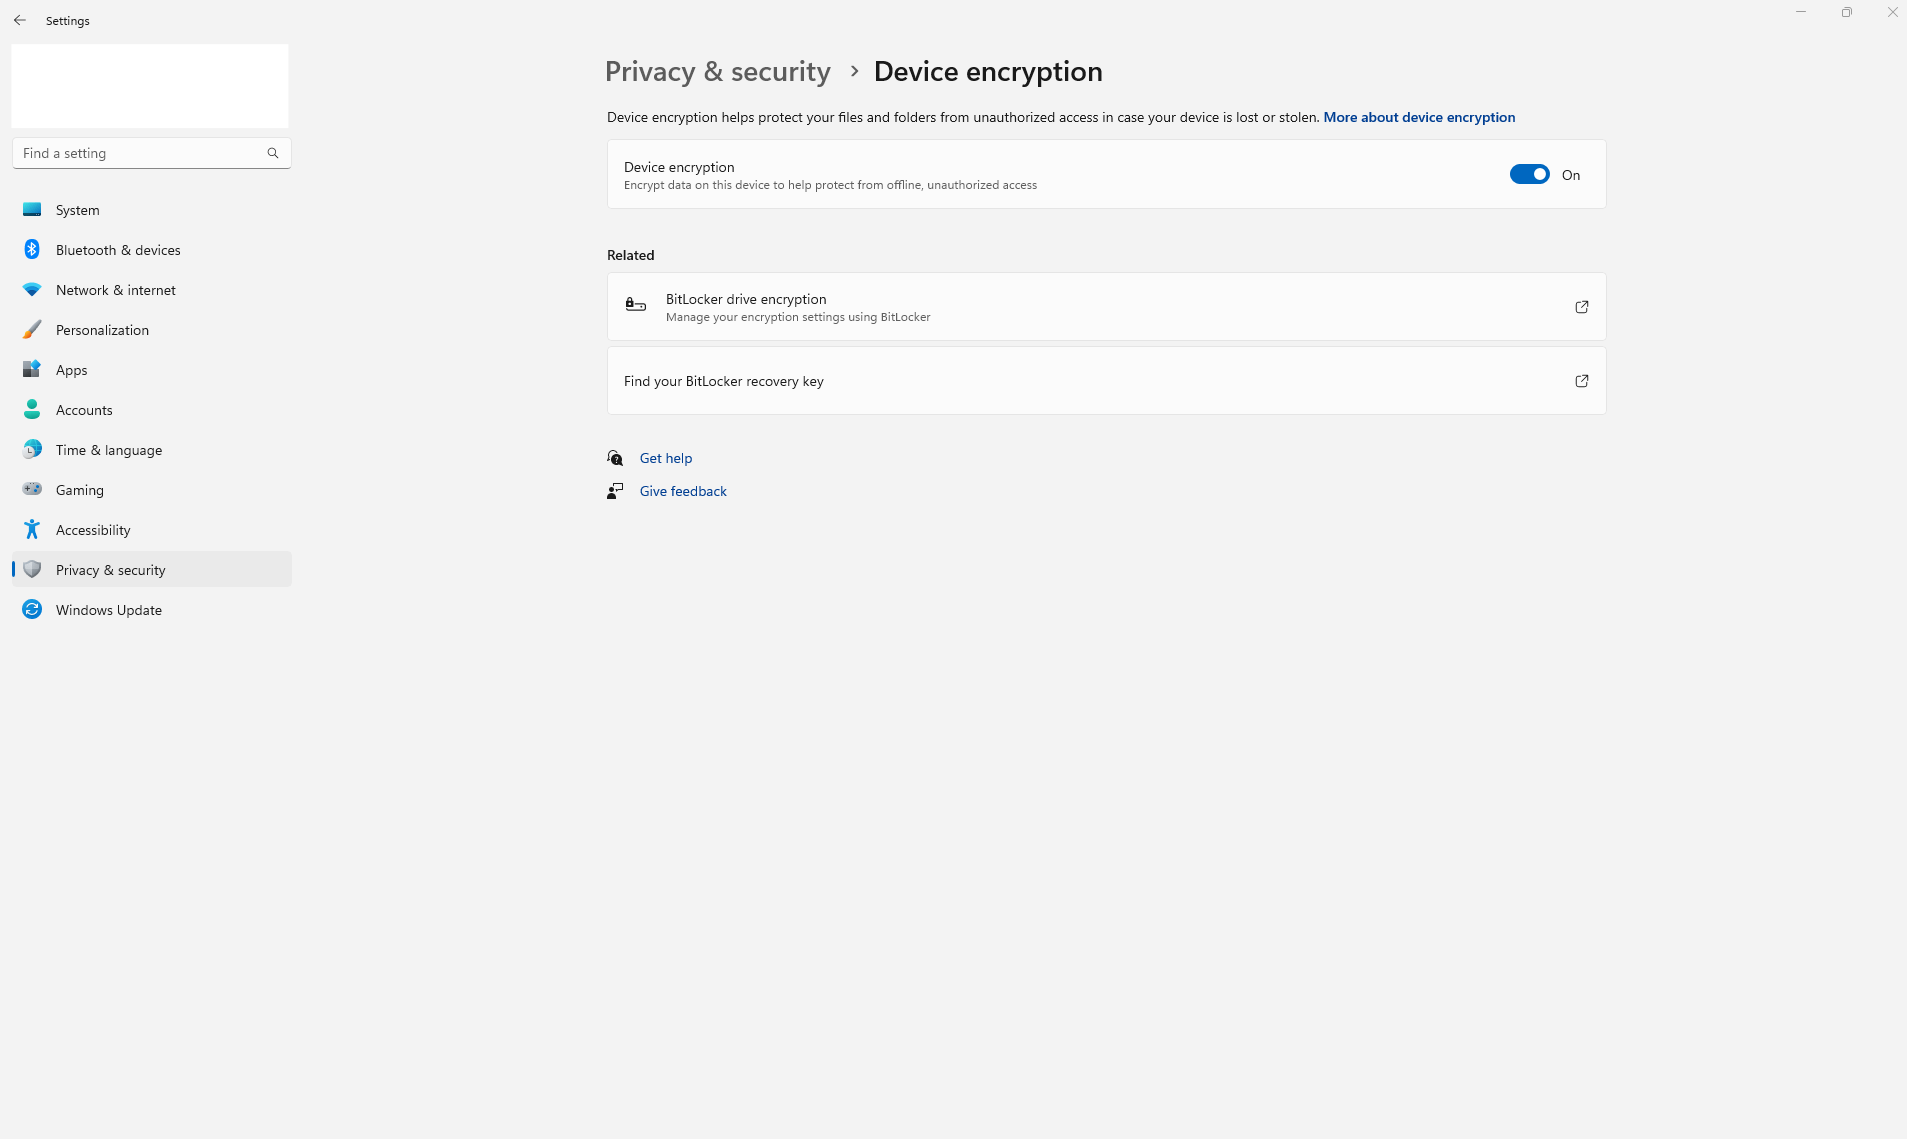 Settings
Find a setting
System
Bluetooth & devices
Network & internet
Personalization
Apps
Accounts
Time & language
Gaming
Accessibility
Privacy & security
Windows Update
Privacy & security > Device encryption
Device encryption helps protect your files and folders from unauthorized access in case your device is lost or stolen. More about device encryption
Device encryption
Encrypt data on this device to help protect from offline, unauthorized access
On
Related
BitLocker drive encryption
Manage your encryption settings using BitLocker
Find your BitLocker recovery key
Get help
Give feedback